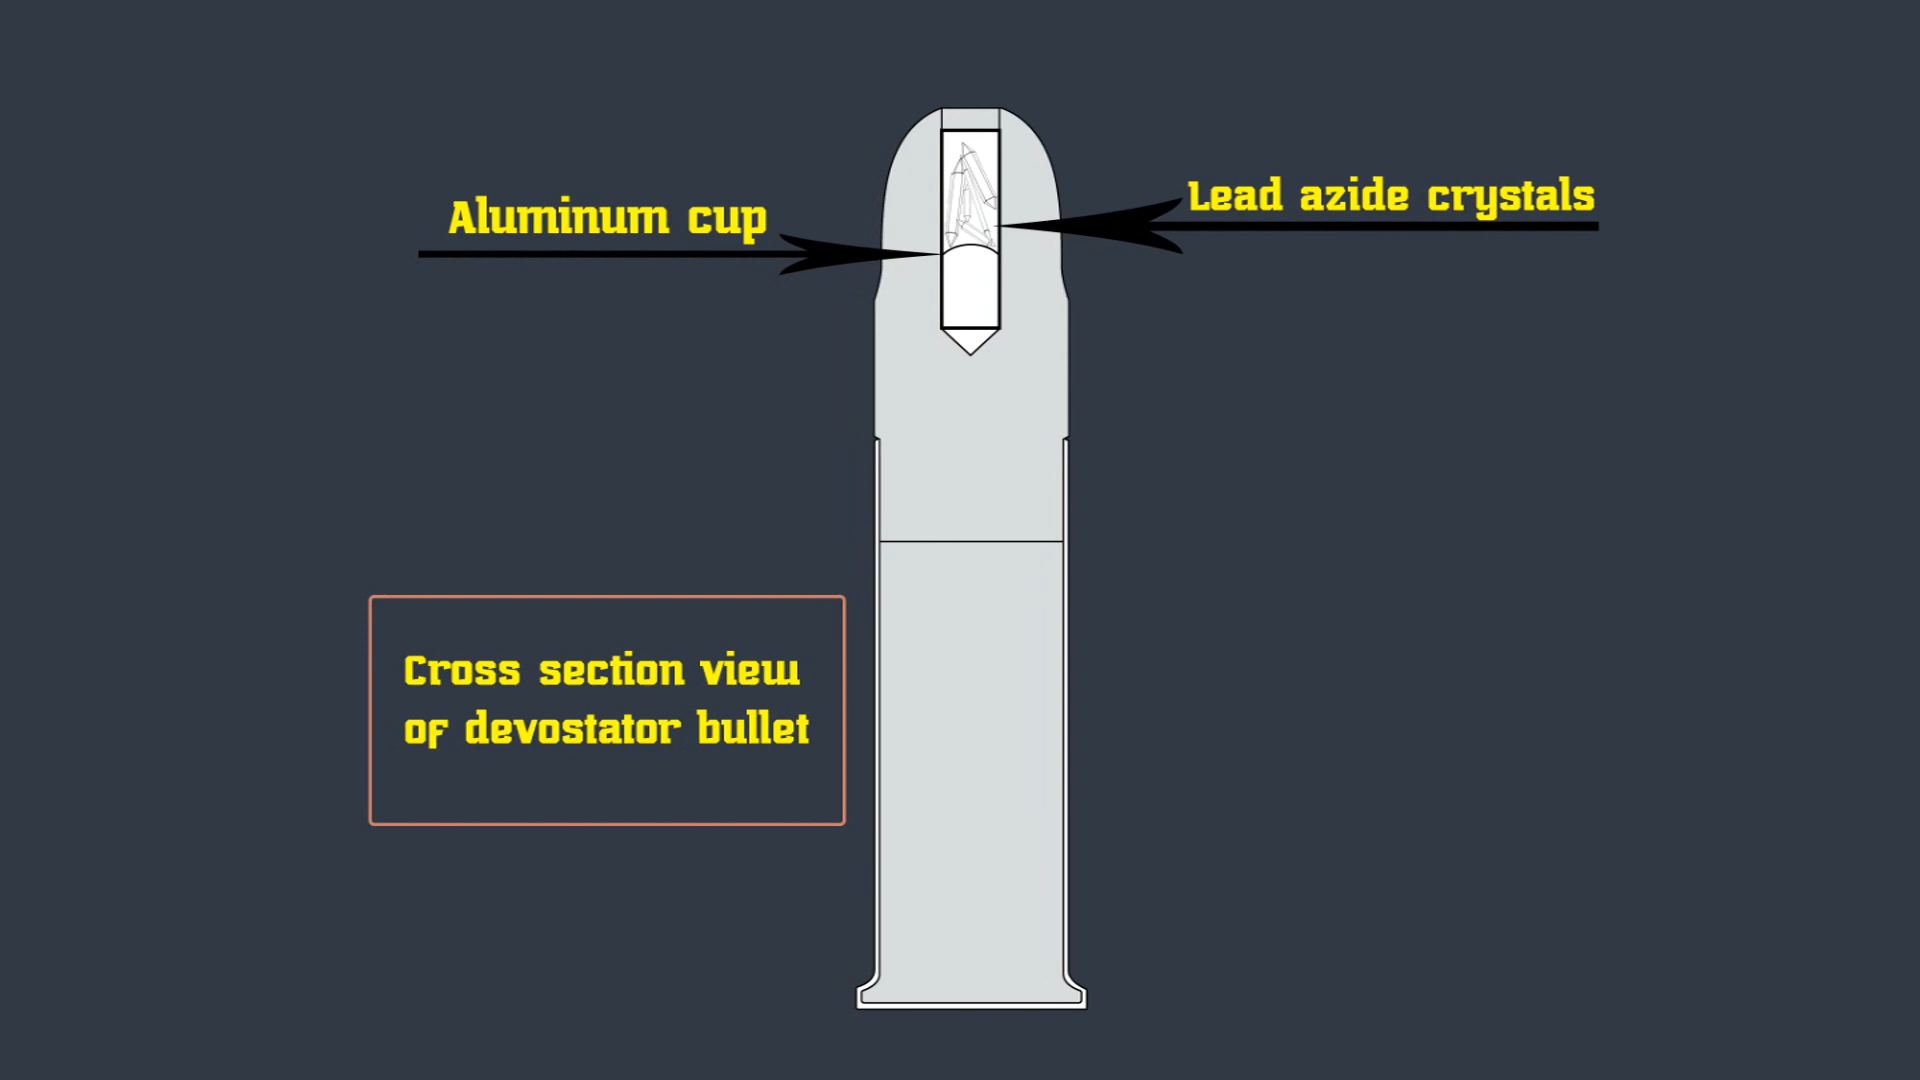 Aluminum cup
Lead azide crystals
Cross section view
of devostator bullet